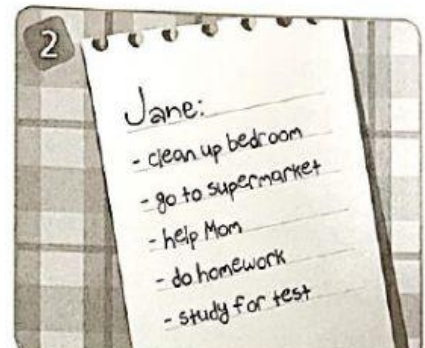 2
Jane:
- clean up bedroom
- go to supermarket
- help Mom
- do homework
- study for test